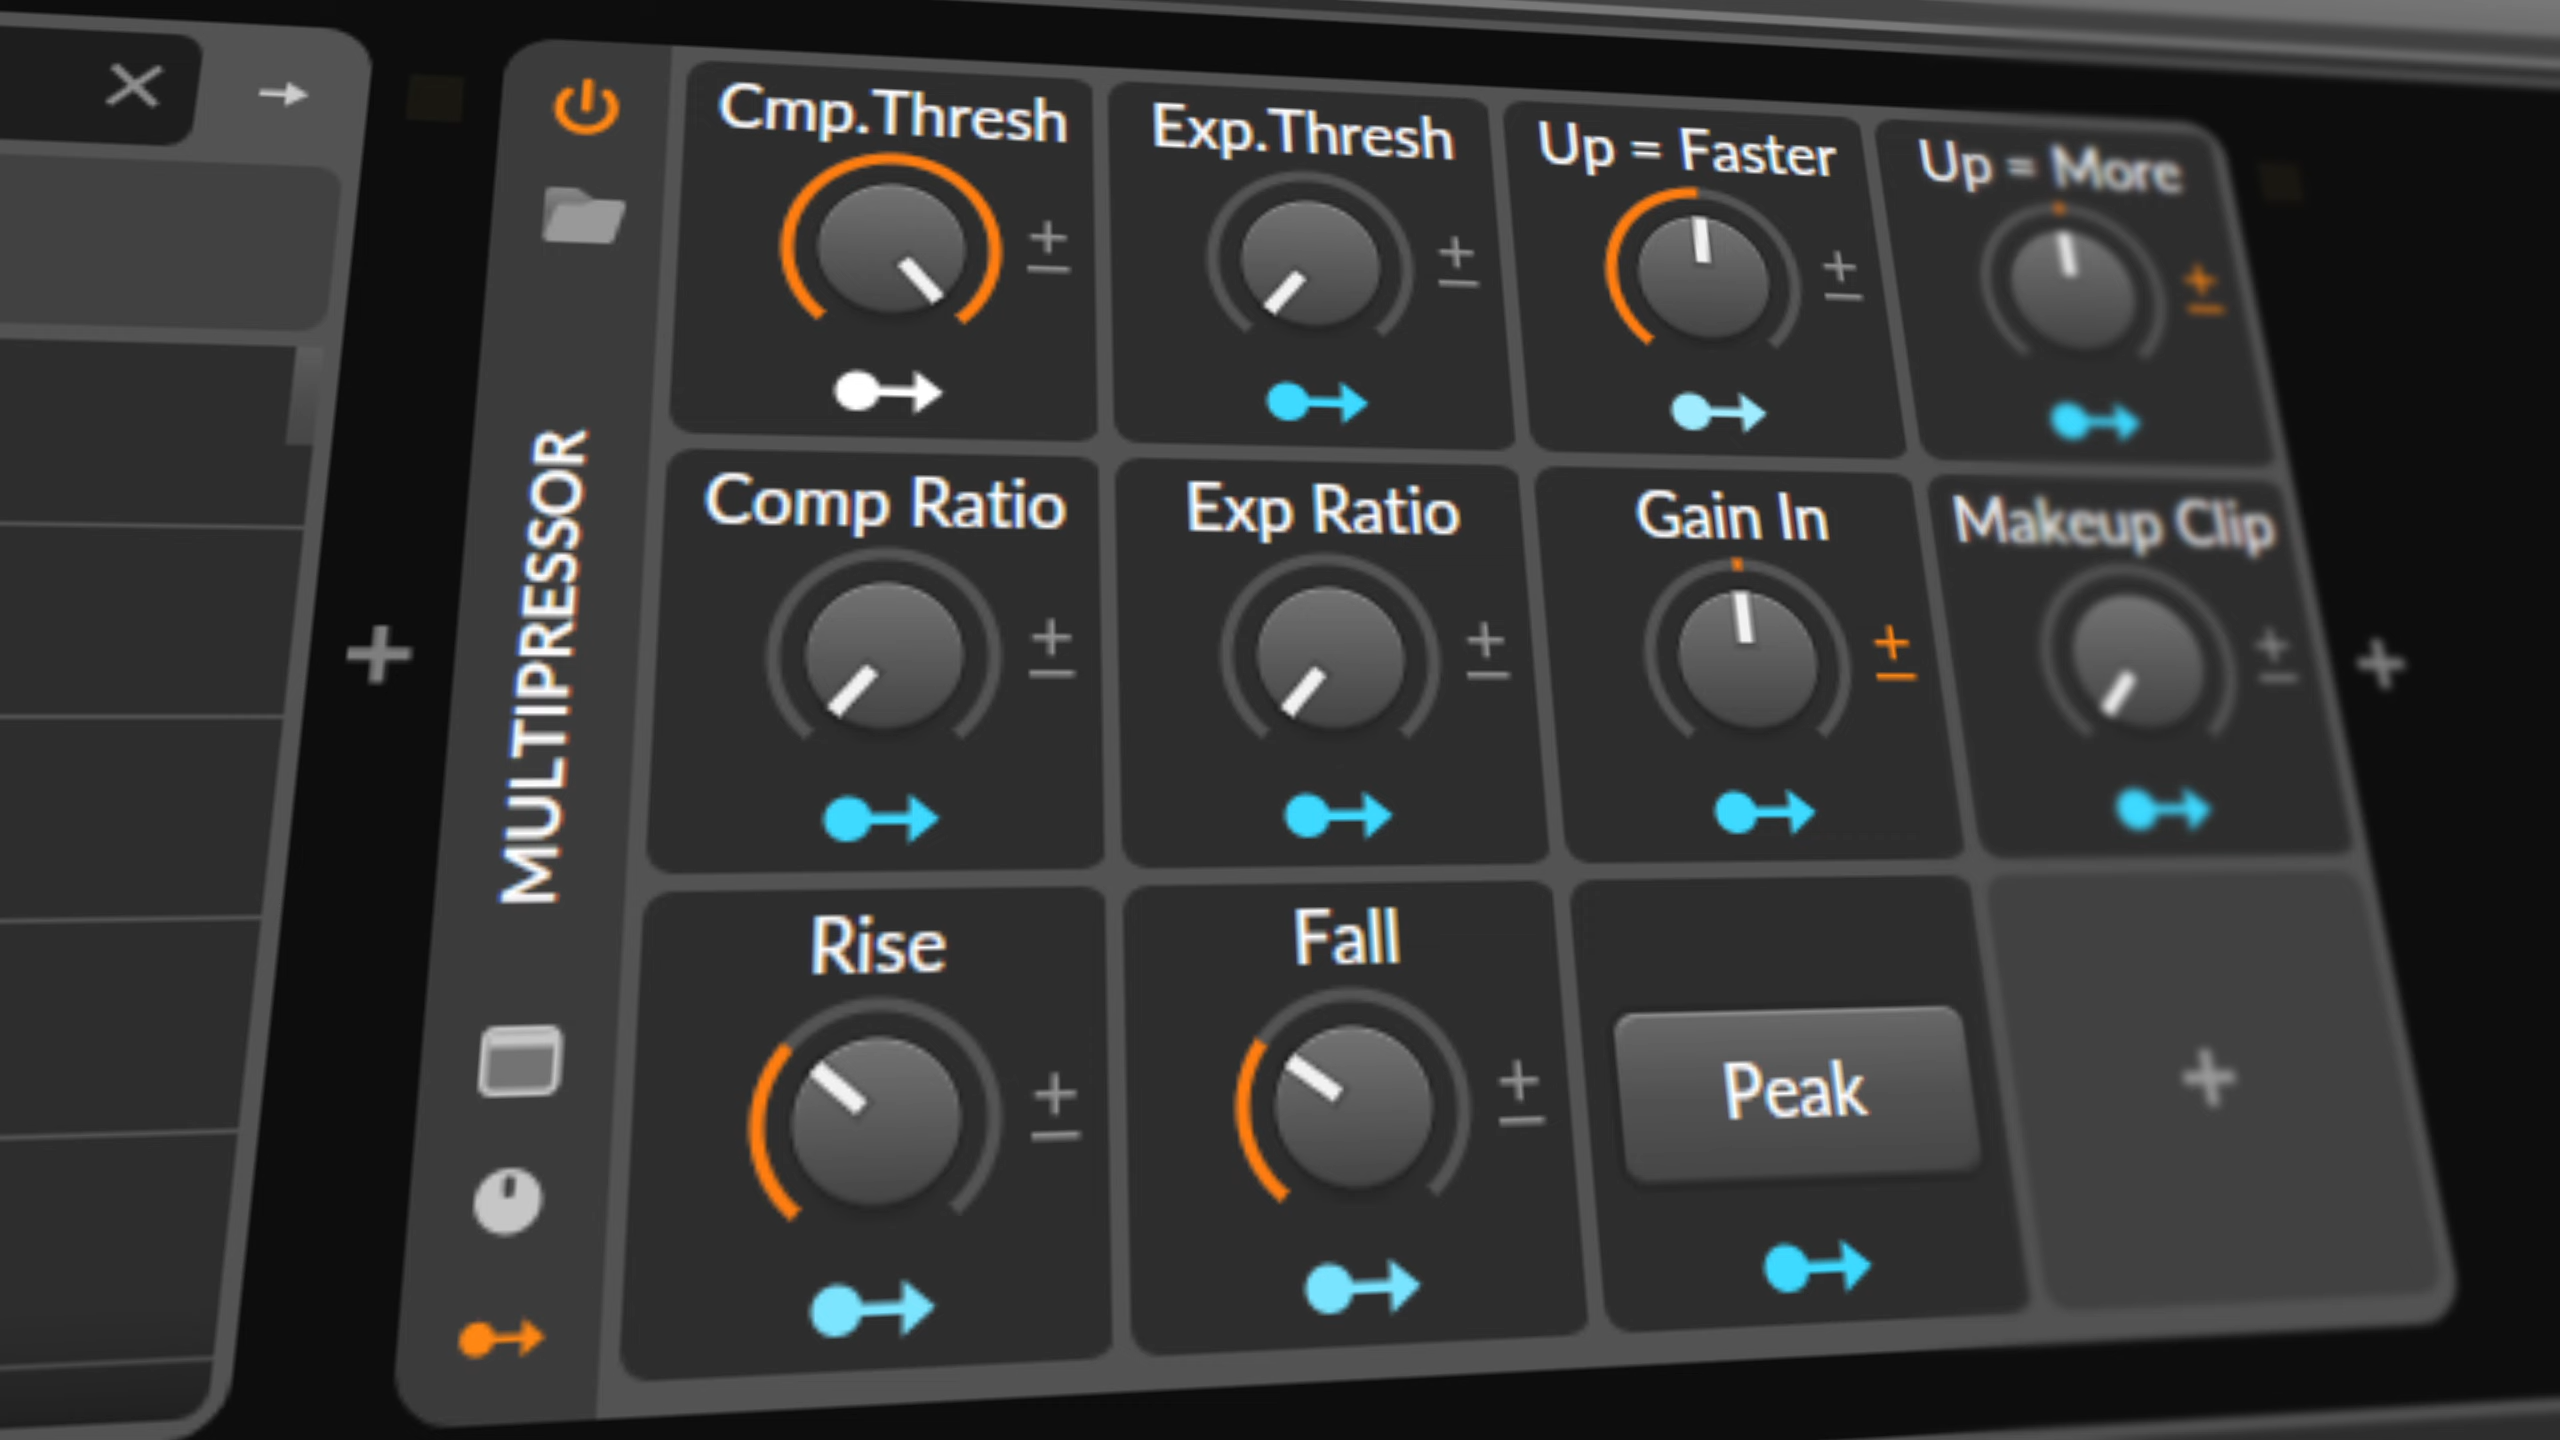 MULTIPRESSOR
Cmp.Thresh
Exp.Thresh
Up = Faster
Up = More
Comp Ratio
Exp Ratio
Gain In
Makeup Clip
Rise
Fall
Peak